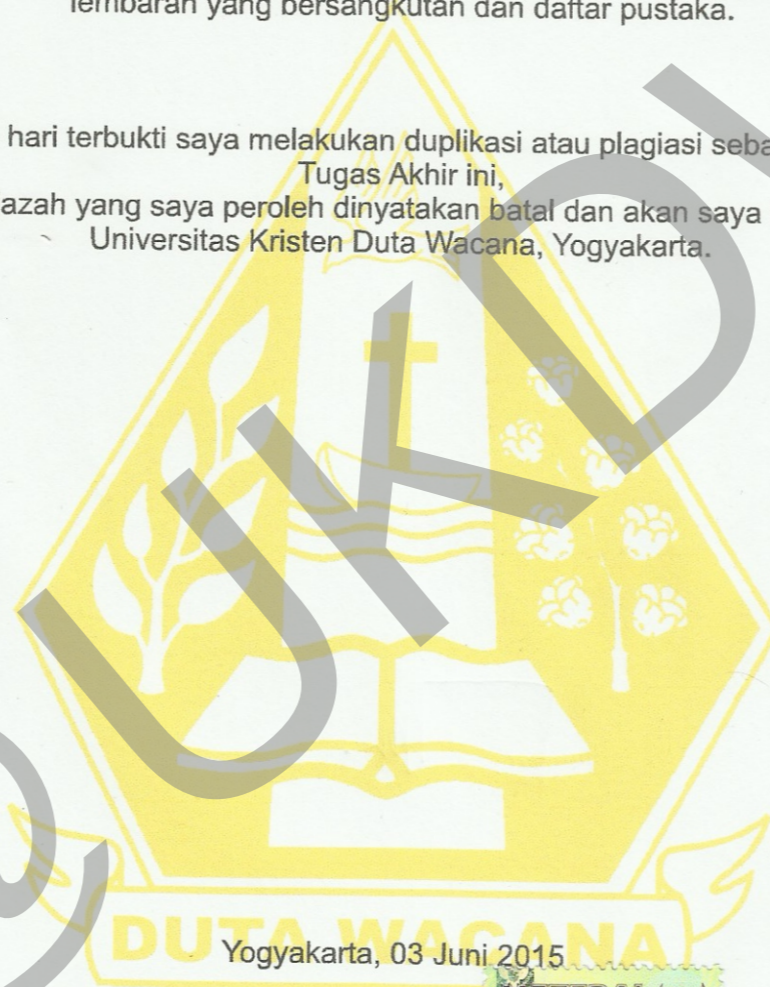 lembaran yang bersangkutan dan daftar pustaka.
hari terbukti saya melakukan duplikasi atau plagiasi seba
Tugas Akhir ini,
azah yang saya peroleh dinyatakan batal dan akan saya
Universitas Kristen Duta Wacana, Yogyakarta.
© UKD
DUTA WACANA
Yogyakarta, 03 Juni 2015